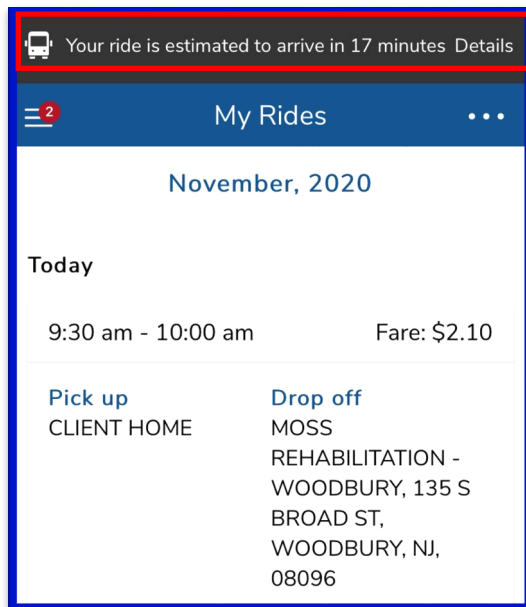 Your ride is estimated to arrive in 17 minutes Details
2
My Rides
November, 2020
Today
9:30 am - 10:00 am Fare: $2.10
Pick up
CLIENT HOME
Drop off
MOSS
REHABILITATION -
WOODBURY, 135 S
BROAD ST,
WOODBURY, NJ,
08096